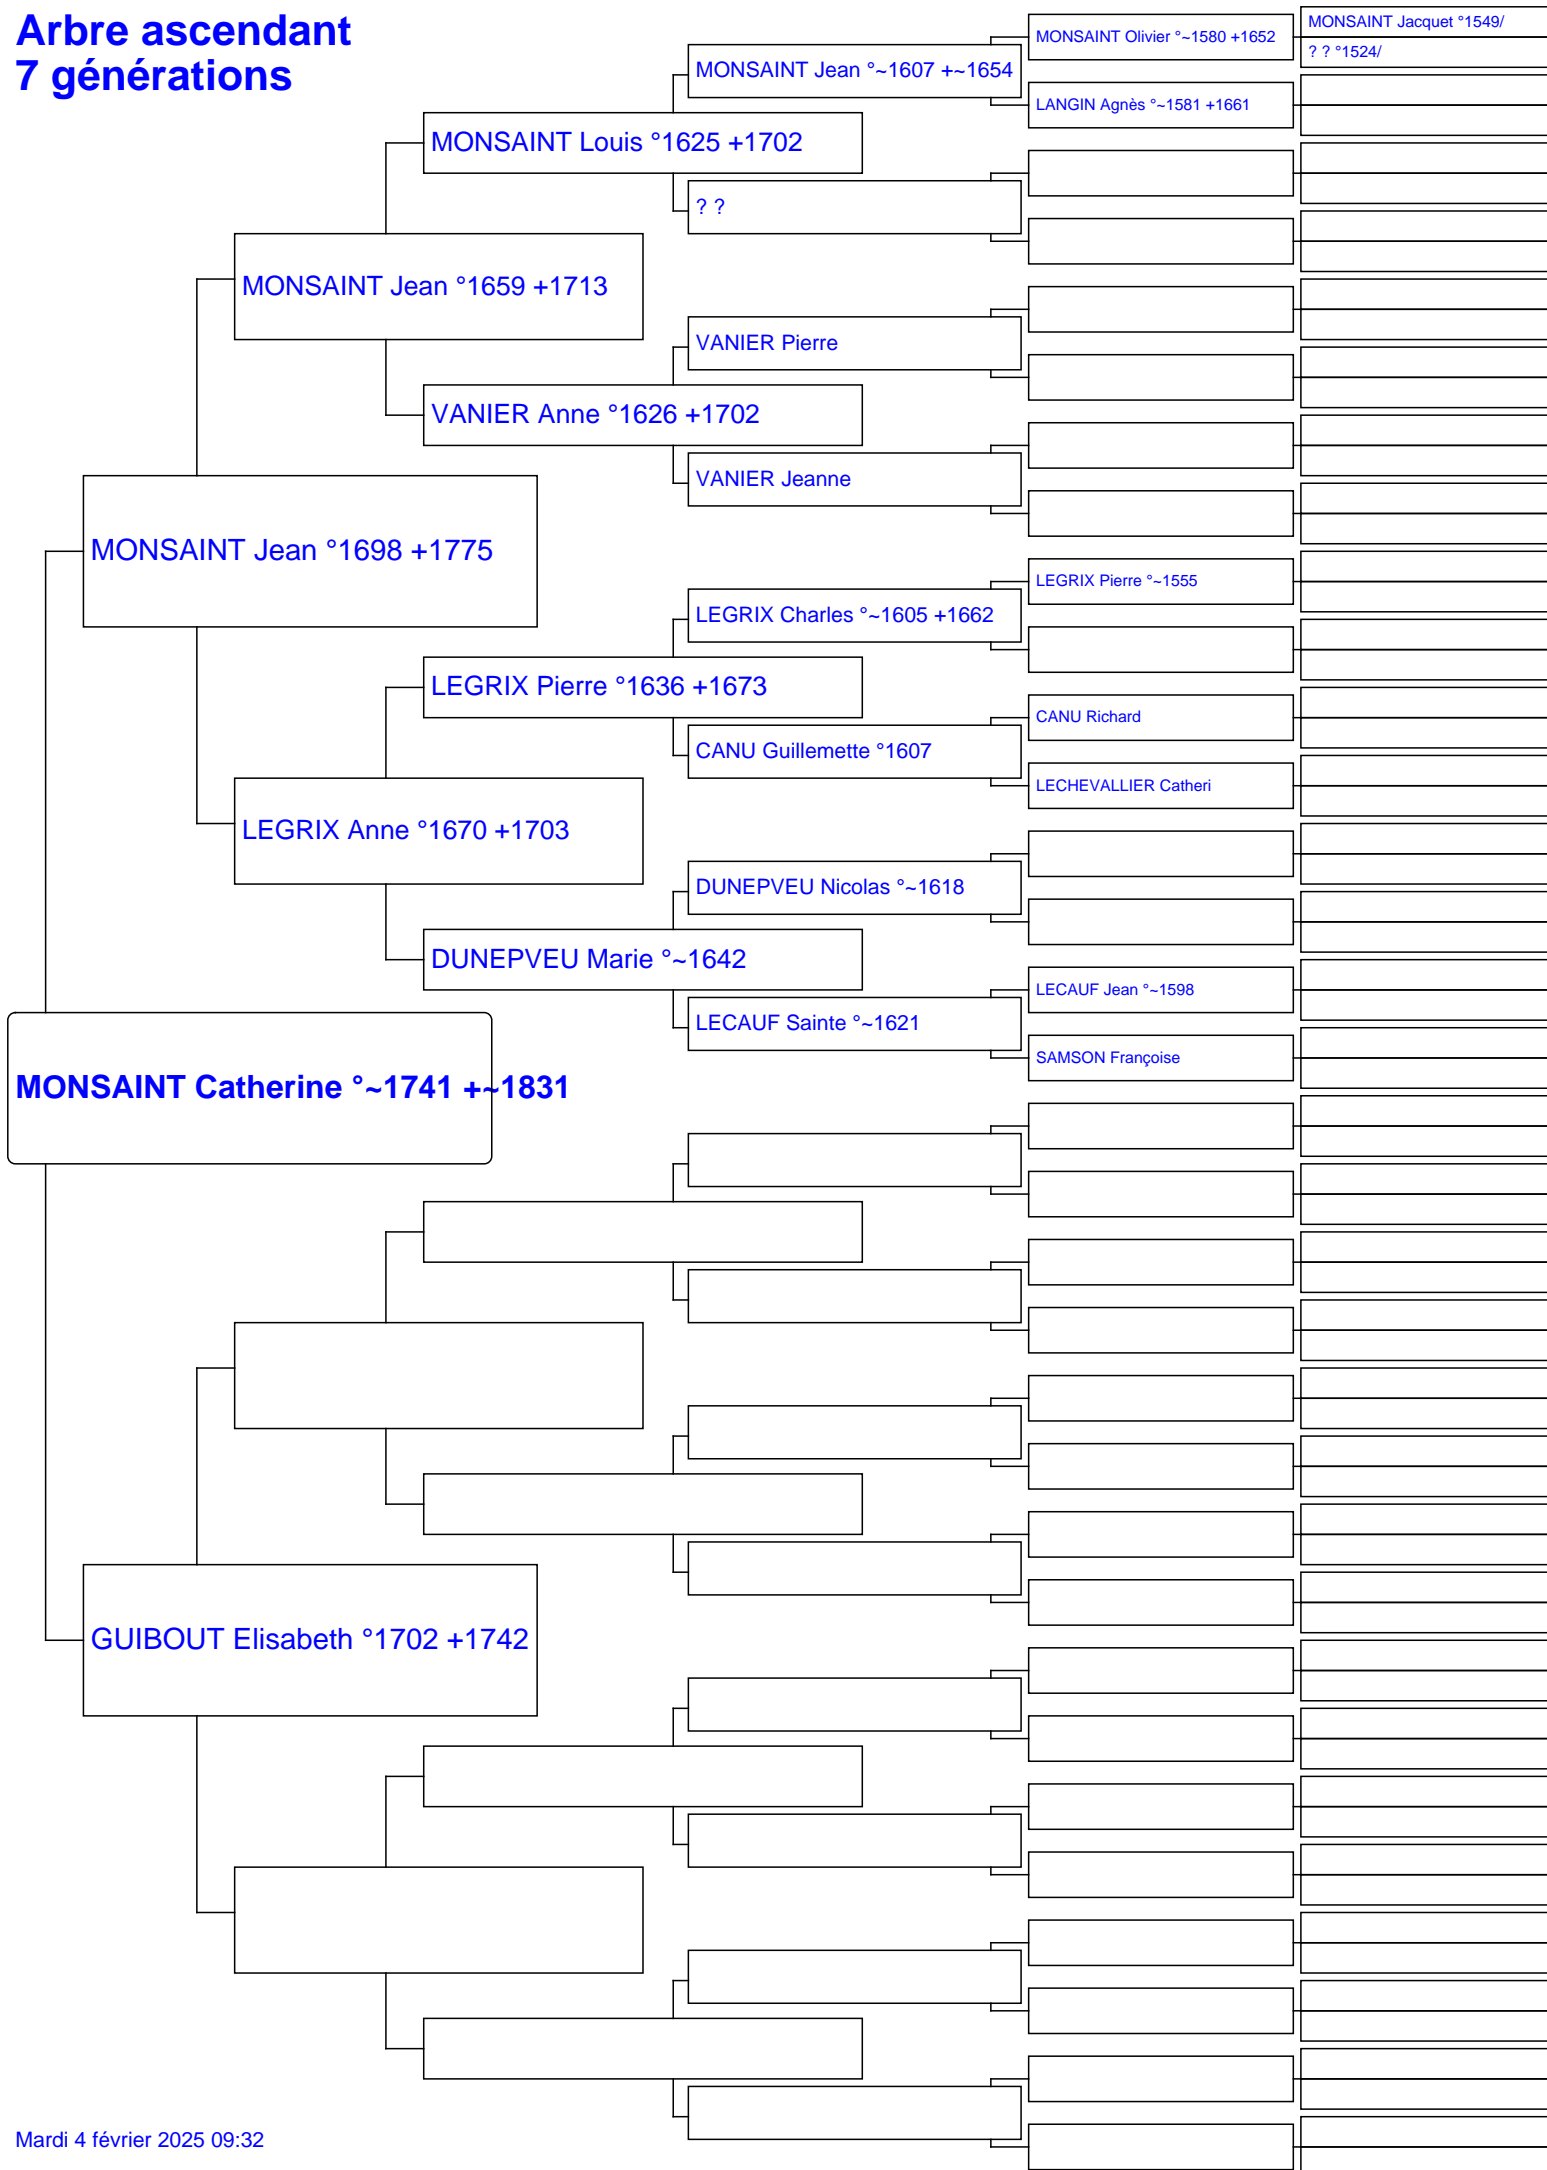 Arbre ascendant
7 générations
MONSAINT Jacquet °1549/
MONSAINT Olivier °~1580 +1652
? ? °1524/
MONSAINT Jean °~1607 +~1654
LANGIN Agnès °~1581 +1661
MONSAINT Louis °1625 +1702
? ?
MONSAINT Jean °1659 +1713
VANIER Pierre
VANIER Anne °1626 +1702
VANIER Jeanne
MONSAINT Jean °1698 +1775
LEGRIX Pierre °~1555
LEGRIX Charles °~1605 +1662
LEGRIX Pierre °1636 +1673
CANU Richard
CANU Guillemette °1607
LECHEVALLIER Catheri
LEGRIX Anne °1670 +1703
DUNEPVEU Nicolas °~1618
DUNEPVEU Marie °~1642
LECAUF Jean °~1598
LECAUF Sainte °~1621
SAMSON Françoise
MONSAINT Catherine °~1741 +~1831
GUIBOUT Elisabeth °1702 +1742
Mardi 4 février 2025 09:32